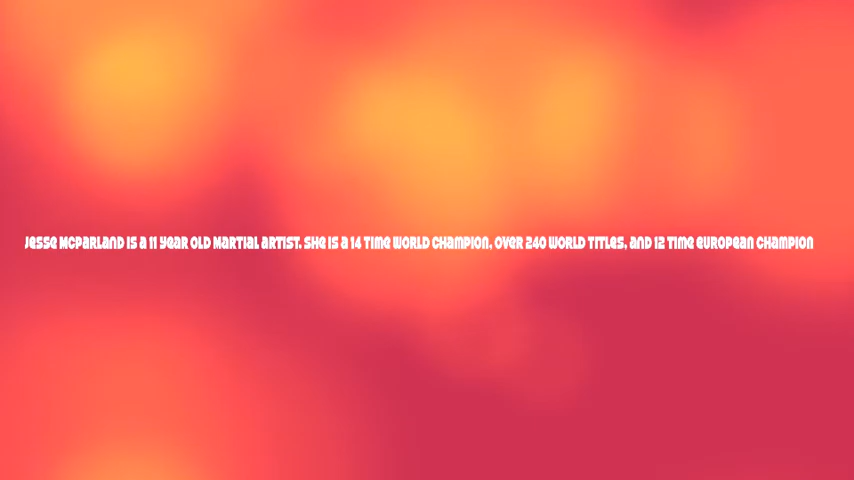 Jesse McParland is a 11 year old martial artist. She is a 14 time world champion, over 240 world titles, and 12 time European champion